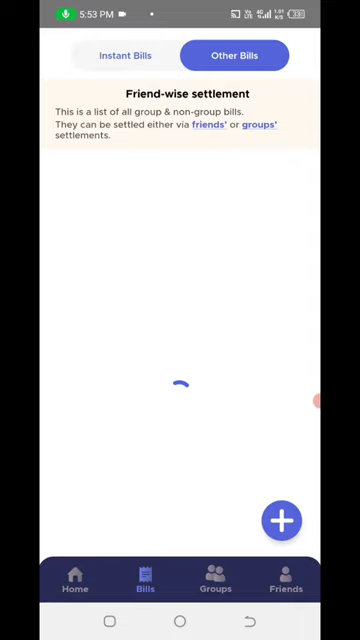 5:53 PM
Instant Bills
Other Bills
Friend-wise settlement
This is a list of all group & non-group bills.
They can be settled either via friends' or groups'
settlements.
Home
Bills
Groups
Friends